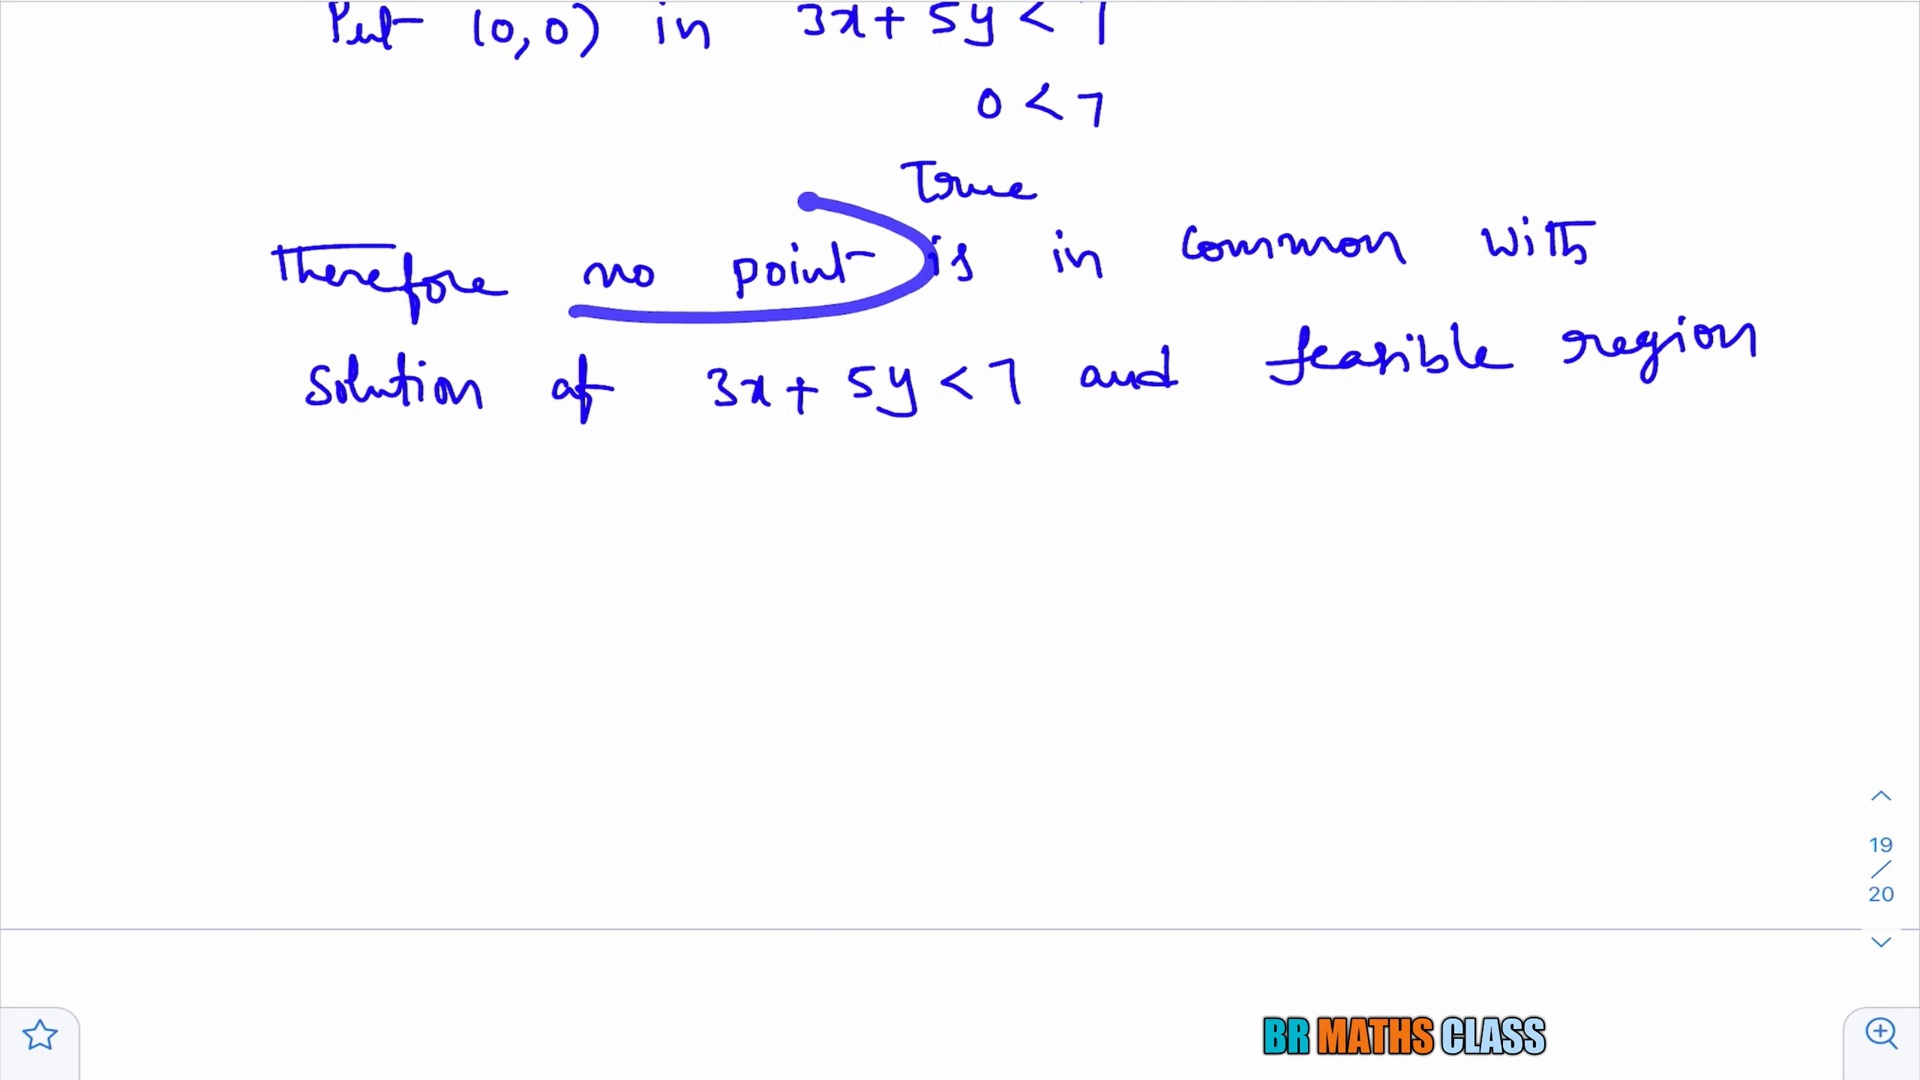 Put (0,0) in 3x + 5y < 7
0 < 7
True
Therefore no point is in common with
solution of 3x + 5y < 7 and feasible region
19
/
20
BR MATHS CLASS